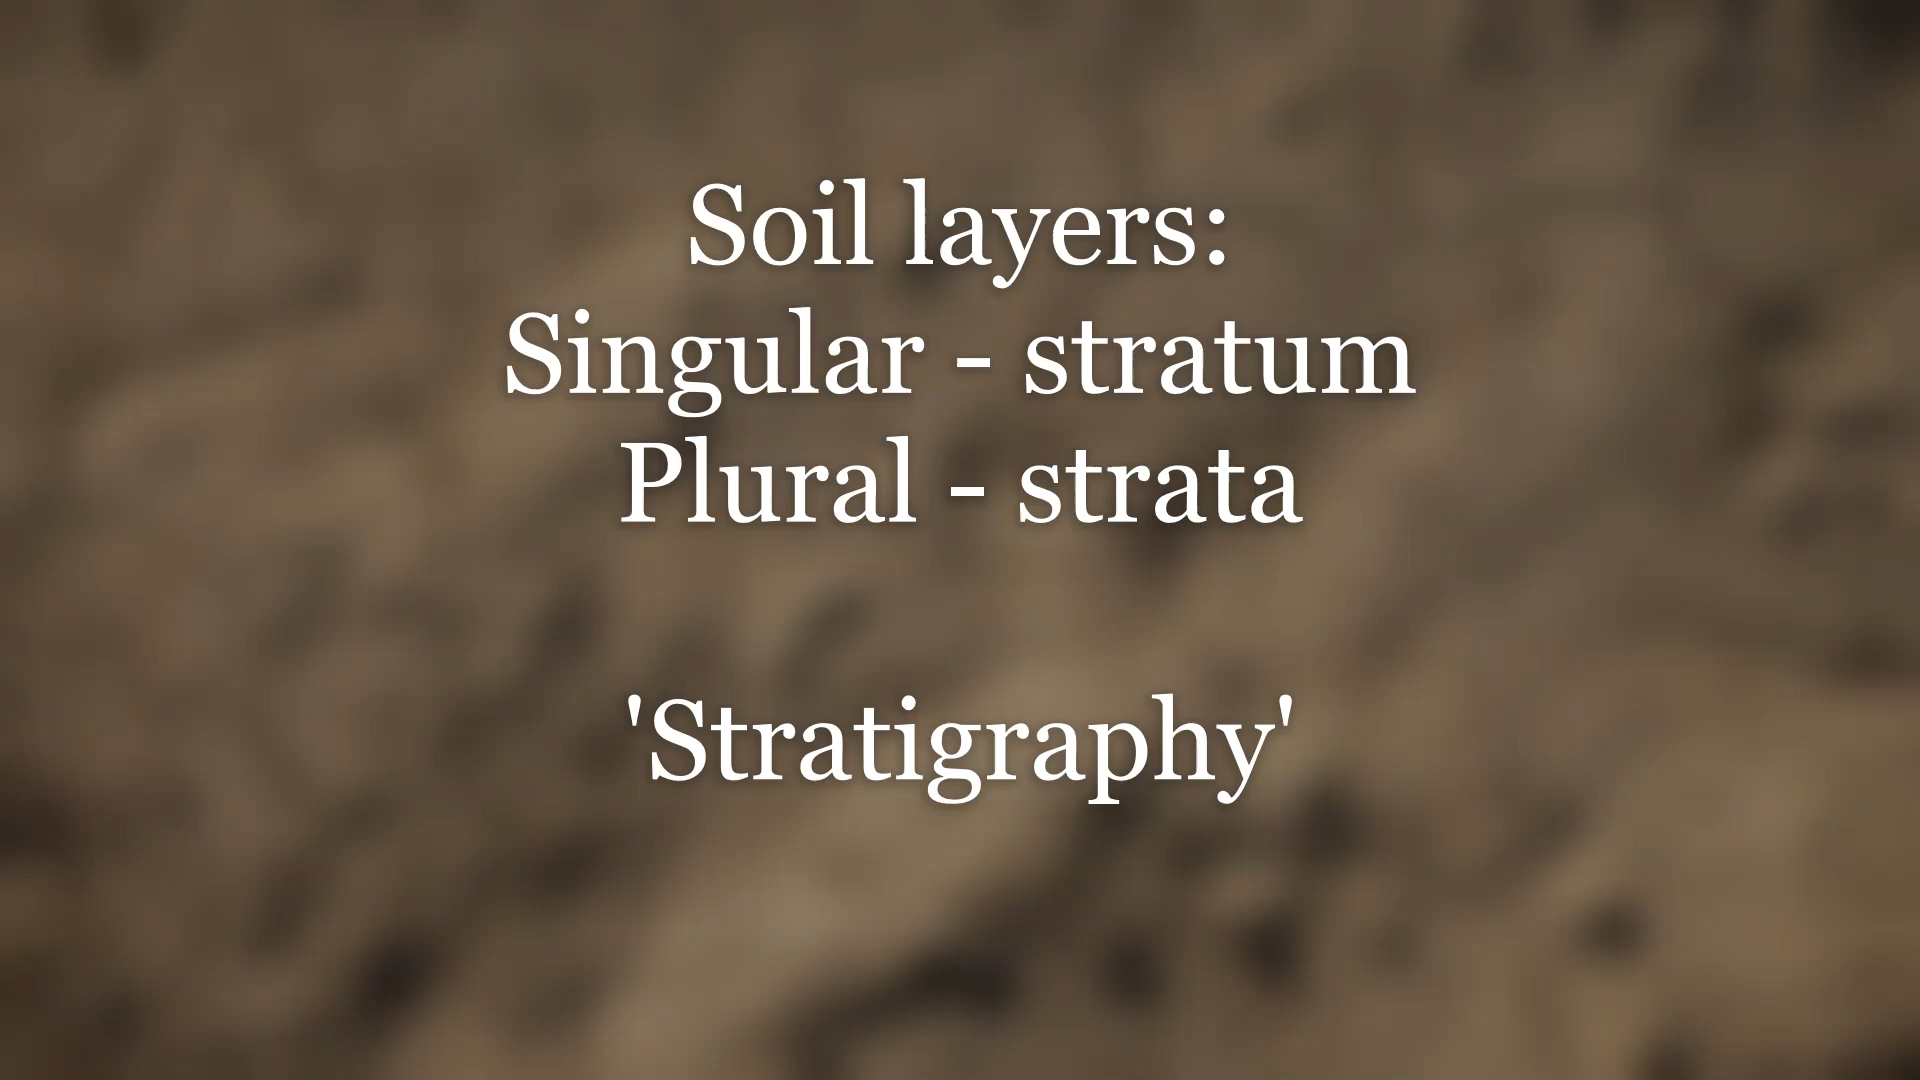 Soil layers:
Singular - stratum
Plural - strata
'Stratigraphy'